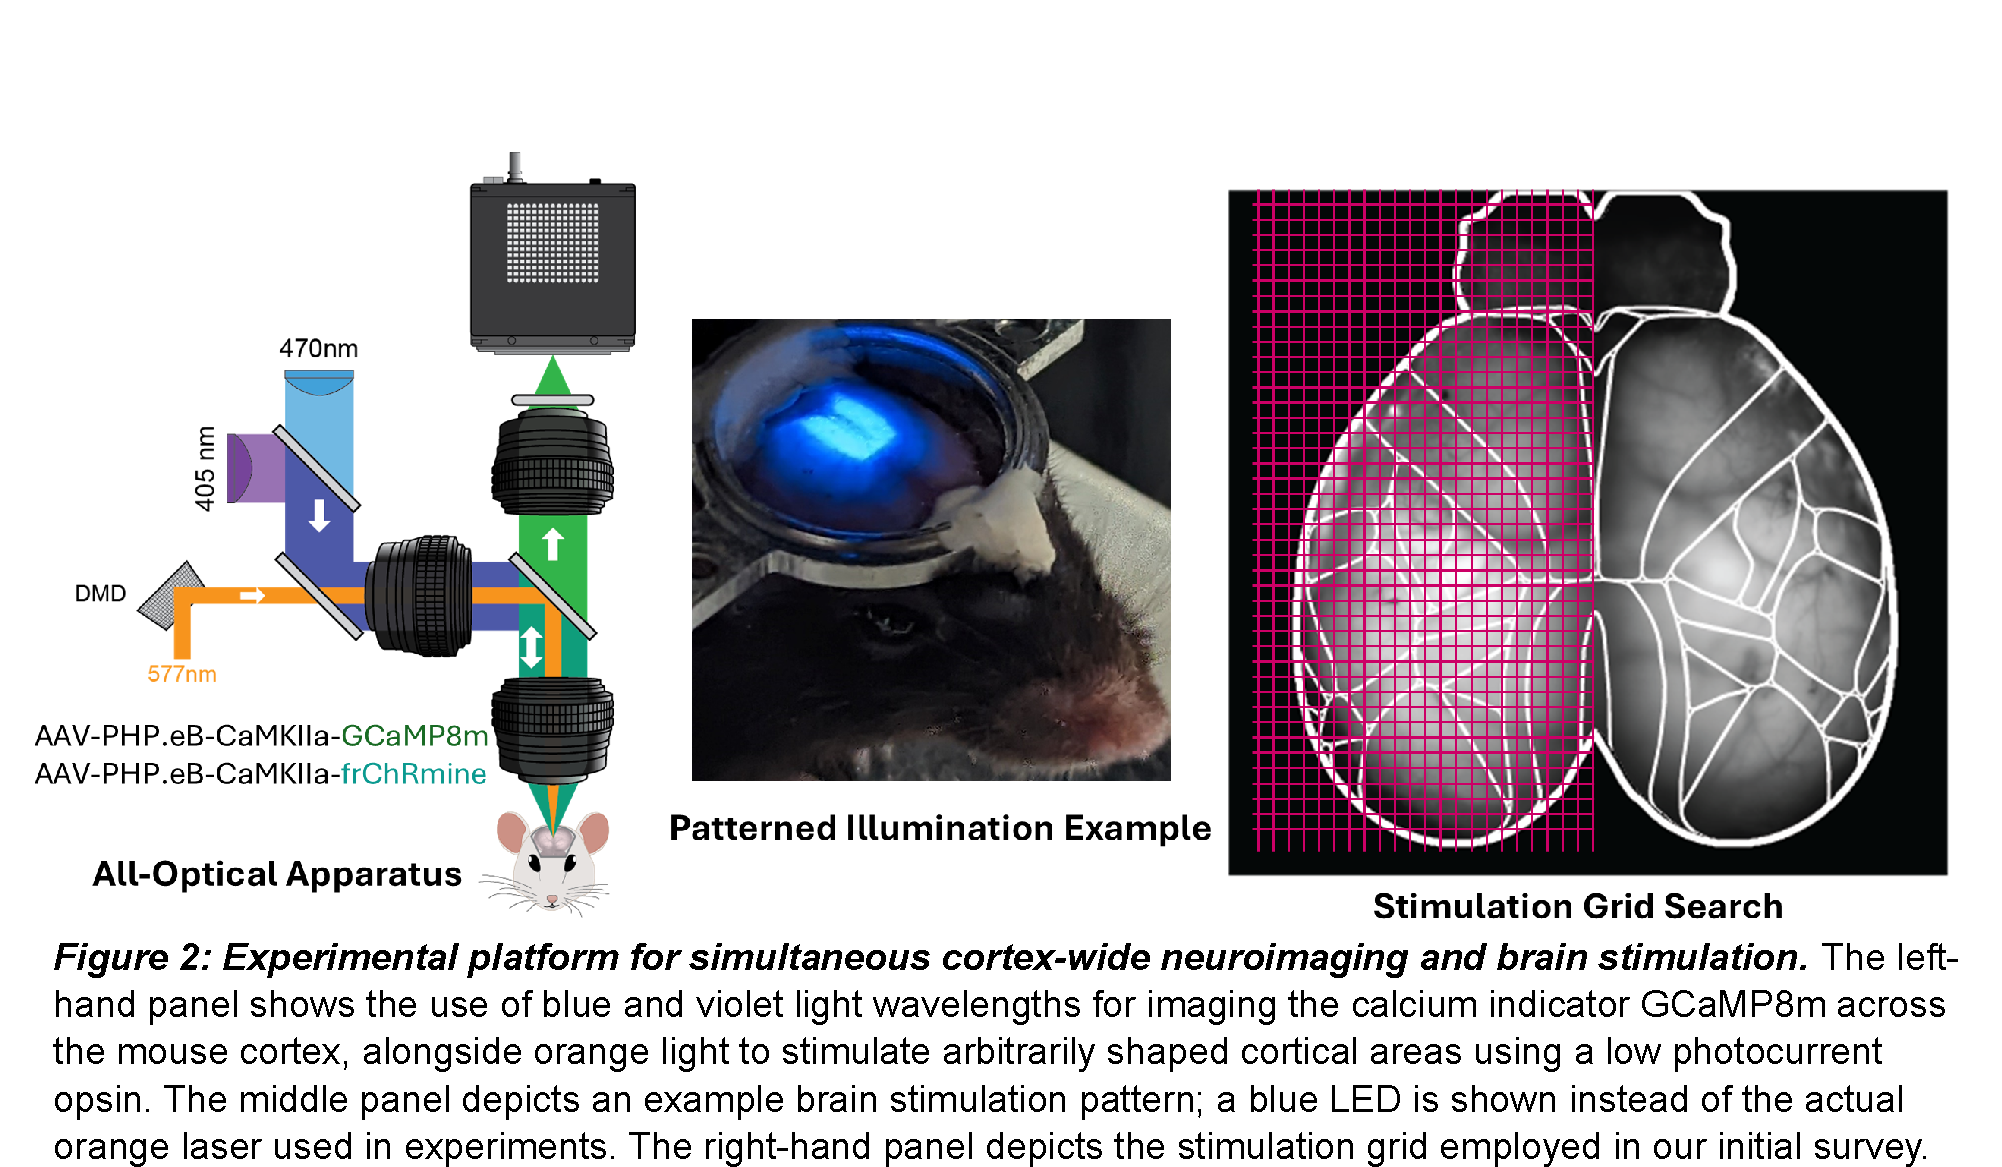 470nm
405 nm
DMD
577nm
AAV-PHP.eB-CaMKIIa-GCaMP8m
AAV-PHP.eB-CaMKIIa-frChRmine
All-Optical Apparatus
Patterned Illumination Example
Stimulation Grid Search
Figure 2: Experimental platform for simultaneous cortex-wide neuroimaging and brain stimulation. The left-
hand panel shows the use of blue and violet light wavelengths for imaging the calcium indicator GCaMP8m across
the mouse cortex, alongside orange light to stimulate arbitrarily shaped cortical areas using a low photocurrent
opsin. The middle panel depicts an example brain stimulation pattern; a blue LED is shown instead of the actual
orange laser used in experiments. The right-hand panel depicts the stimulation grid employed in our initial survey.